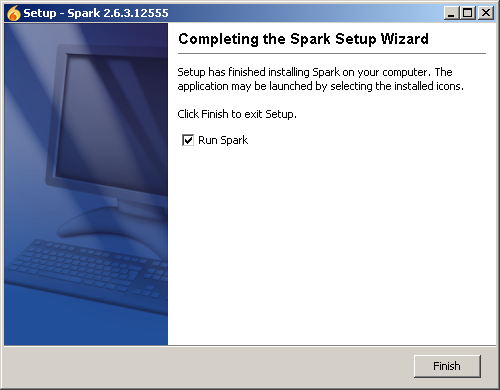 Setup - Spark 2.6.3.12555
Completing the Spark Setup Wizard
Setup has finished installing Spark on your computer. The
application may be launched by selecting the installed icons.
Click Finish to exit Setup.
Run Spark
Finish